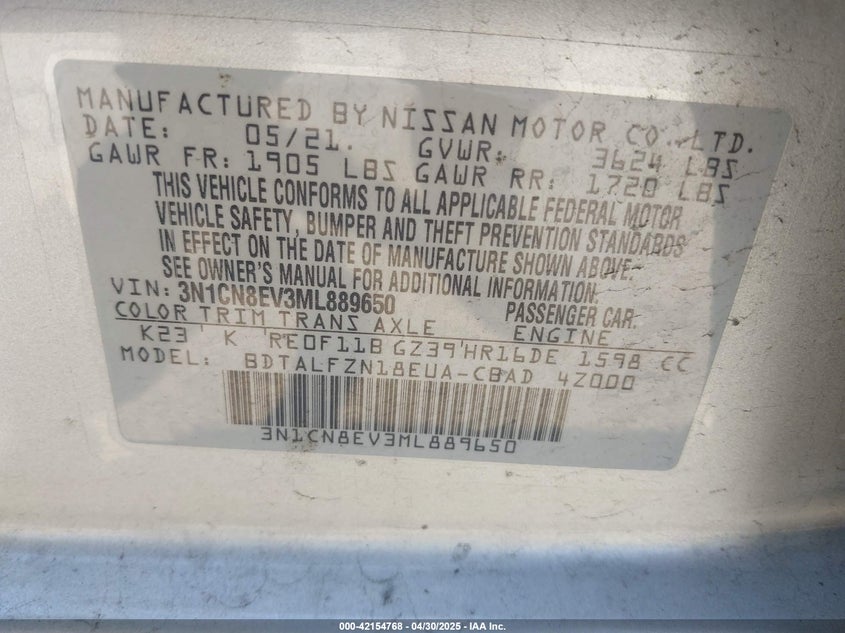 MANUFACTURED BY NISSAN MOTOR CO., LTD.
DATE: 05/21. GVWR: 3624 LBS
GAWR FR: 1905 LBS GAWR RR: 1720 LBS
THIS VEHICLE CONFORMS TO ALL APPLICABLE FEDERAL MOTOR
VEHICLE SAFETY, BUMPER AND THEFT PREVENTION STANDARDS
IN EFFECT ON THE DATE OF MANUFACTURE SHOWN ABOVE.
SEE OWNER'S MANUAL FOR ADDITIONAL INFORMATION.
VIN: 3N1CN8EV3ML889650 PASSENGER CAR.
COLOR TRIM TRANS AXLE ENGINE
K23 ' K 'RE0F11B GZ39'HR16DE 1598 CC
MODEL: BDTALFZN18EUA-CBAD 4Z000
3N1CN8EV3ML889650
000-42154768 - 04/30/2025 - IAA Inc.